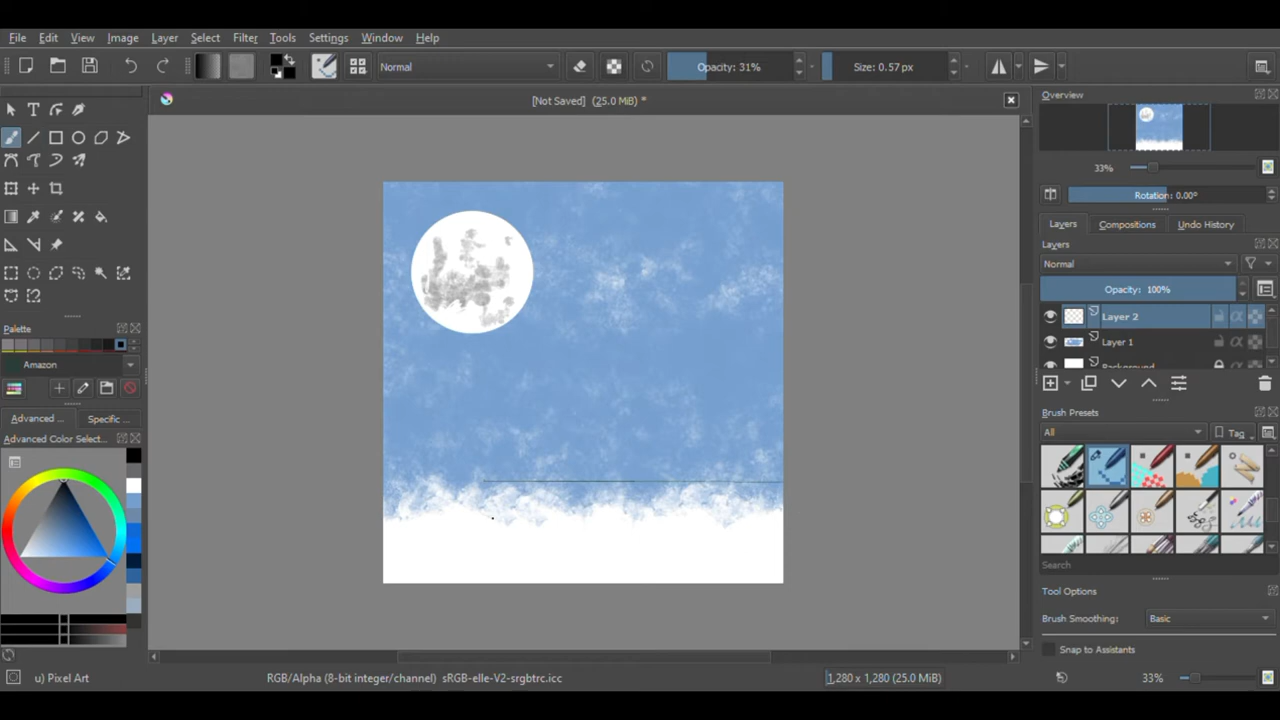 File Edit View Image Layer Select Filter Tools Settings Window Help
Normal Opacity: 31% Size: 0.57 px
[Not Saved] (25.0 MiB) *
Overview
33%
Rotation: 0.00°
Layers Compositions Undo History
Layers
Normal
Opacity: 100%
Layer 2
Layer 1
Background
Palette
Amazon
Advanced ... Specific ...
Advanced Color Select...
Brush Presets
All Tag
Search
Tool Options
Brush Smoothing: Basic
Snap to Assistants
u) Pixel Art RGB/Alpha (8-bit integer/channel) sRGB-elle-V2-srgbtrc.icc 1,280 x 1,280 (25.0 MiB) 33%